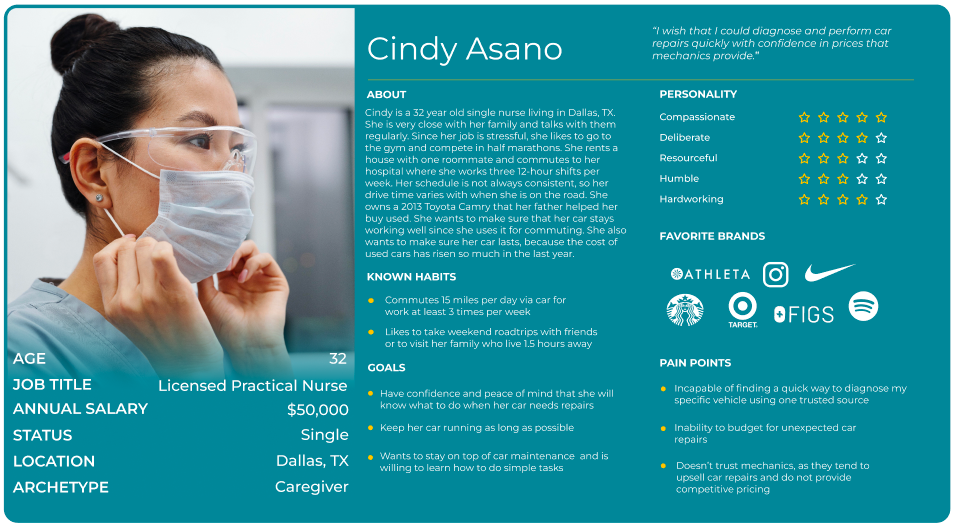 Cindy Asano
“I wish that I could diagnose and perform car
repairs quickly with confidence in prices that
mechanics provide.”
ABOUT
Cindy is a 32 year old single nurse living in Dallas, TX.
She is very close with her family and talks with them
regularly. Since her job is stressful, she likes to go to
the gym and compete in half marathons. She rents a
house with one roommate and commutes to her
hospital where she works three 12-hour shifts per
week. Her schedule is not always consistent, so her
drive time varies with when she is on the road. She
owns a 2013 Toyota Camry that her father helped her
buy used. She wants to make sure that her car stays
working well since she uses it for commuting. She also
wants to make sure her car lasts, because the cost of
used cars has risen so much in the last year.
KNOWN HABITS
Commutes 15 miles per day via car for
work at least 3 times per week
Likes to take weekend roadtrips with friends
or to visit her family who live 1.5 hours away
GOALS
Have confidence and peace of mind that she will
know what to do when her car needs repairs
Keep her car running as long as possible
Wants to stay on top of car maintenance and is
willing to learn how to do simple tasks
PERSONALITY
Compassionate
Deliberate
Resourceful
Humble
Hardworking
FAVORITE BRANDS
ATHLETA
TARGET.
FIGS
PAIN POINTS
Incapable of finding a quick way to diagnose my
specific vehicle using one trusted source
Inability to budget for unexpected car
repairs
Doesn’t trust mechanics, as they tend to
upsell car repairs and do not provide
competitive pricing
AGE 32
JOB TITLE Licensed Practical Nurse
ANNUAL SALARY $50,000
STATUS Single
LOCATION Dallas, TX
ARCHETYPE Caregiver